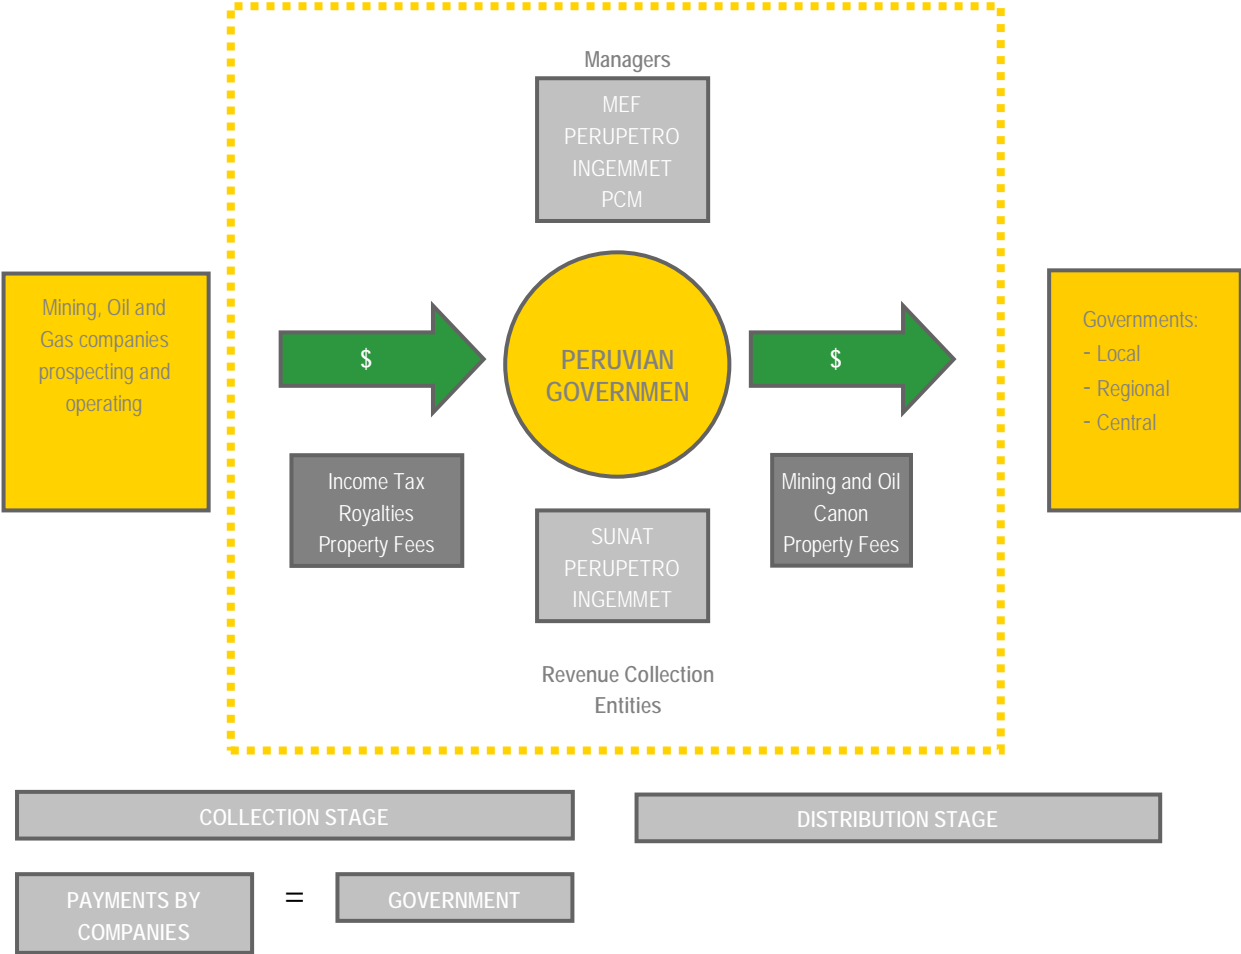 Managers
MEF
PERUPETRO
INGEMMET
PCM
Mining, Oil and
Gas companies
prospecting and
operating
$
PERUVIAN
GOVERNMEN
$
Governments:
- Local
- Regional
- Central
Income Tax
Royalties
Property Fees
SUNAT
PERUPETRO
INGEMMET
Mining and Oil
Canon
Property Fees
Revenue Collection
Entities
COLLECTION STAGE
DISTRIBUTION STAGE
PAYMENTS BY
COMPANIES
=
GOVERNMENT